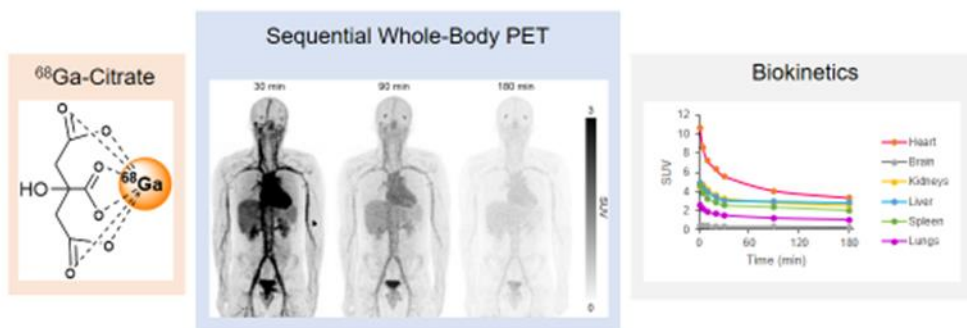 ⁶⁸Ga-Citrate
O
O
O
⁶⁸Ga
HO
O
O
O
Sequential Whole-Body PET
30 min
90 min
180 min
3
SUV
0
Biokinetics
12
10
8
6
4
2
0
SUV
0
60
120
180
Time (min)
Heart
Brain
Kidneys
Liver
Spleen
Lungs